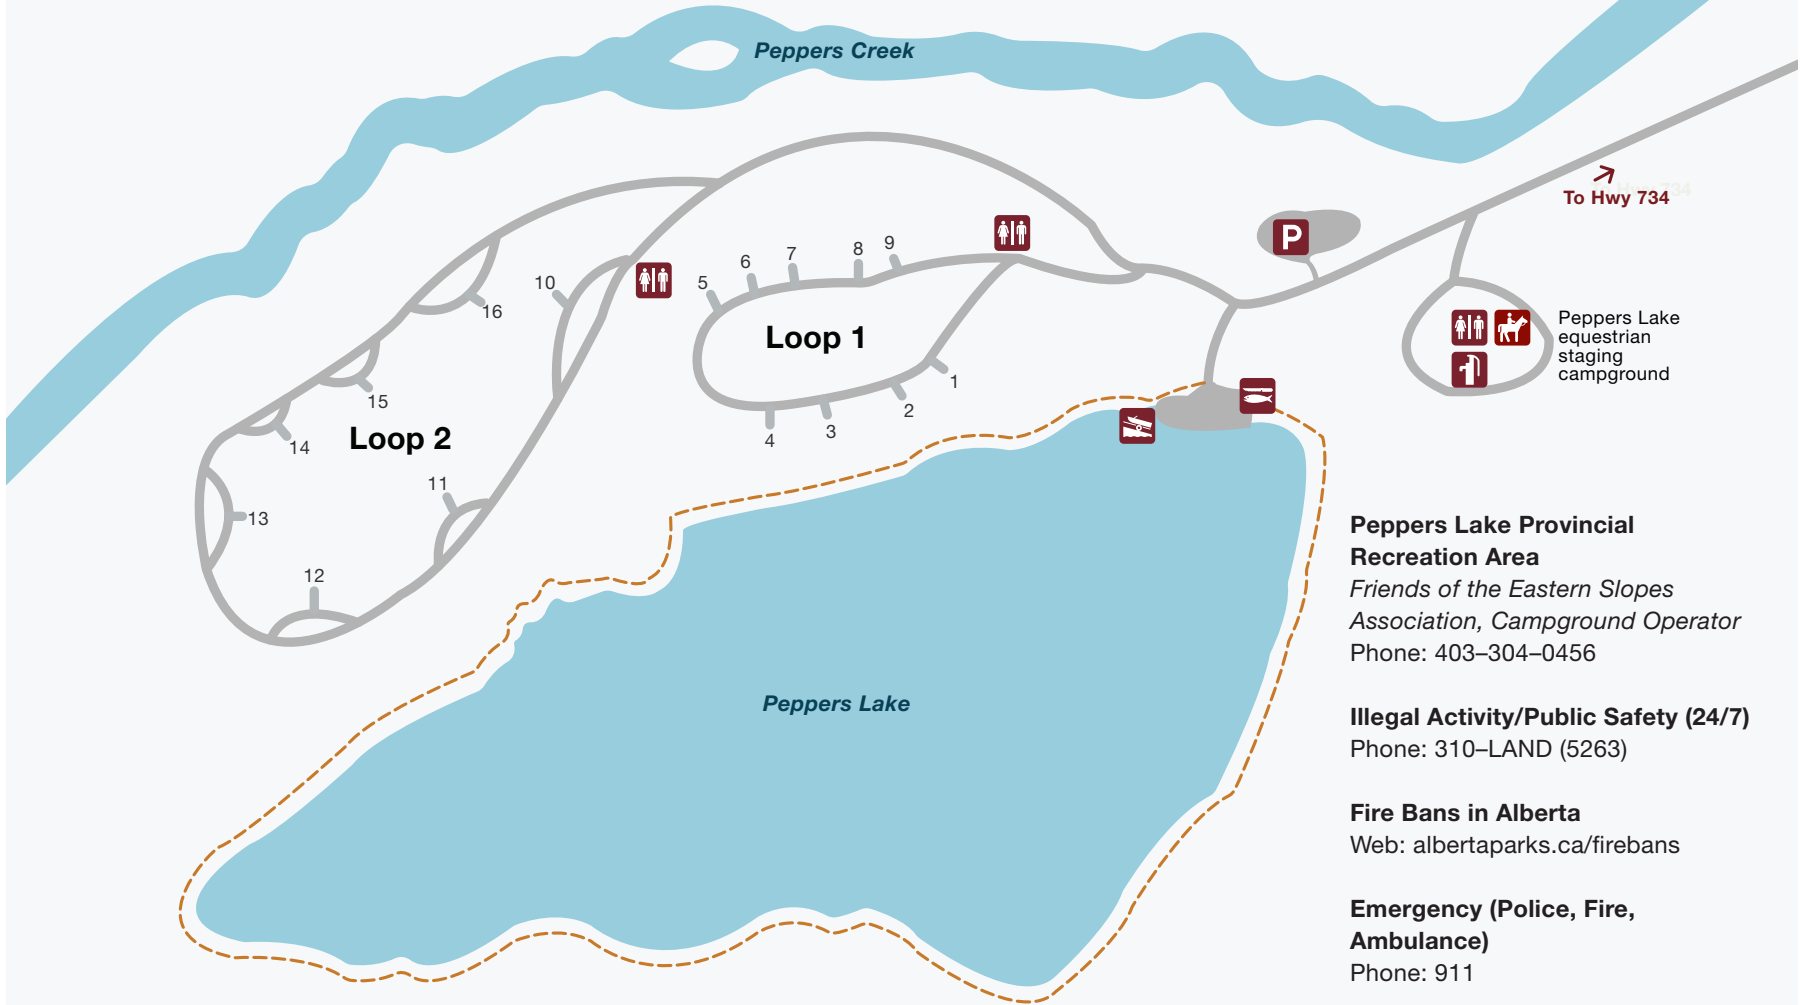 Peppers Creek
To Hwy 734
To Hwy 734
P
10
16
15
14
13
12
11
Loop 2
5
6
7
8
9
Loop 1
1
2
3
4
Peppers Lake
equestrian
staging
campground
Peppers Lake
Peppers Lake Provincial
Recreation Area
Friends of the Eastern Slopes
Association, Campground Operator
Phone: 403–304–0456
Illegal Activity/Public Safety (24/7)
Phone: 310–LAND (5263)
Fire Bans in Alberta
Web: albertaparks.ca/firebans
Emergency (Police, Fire,
Ambulance)
Phone: 911